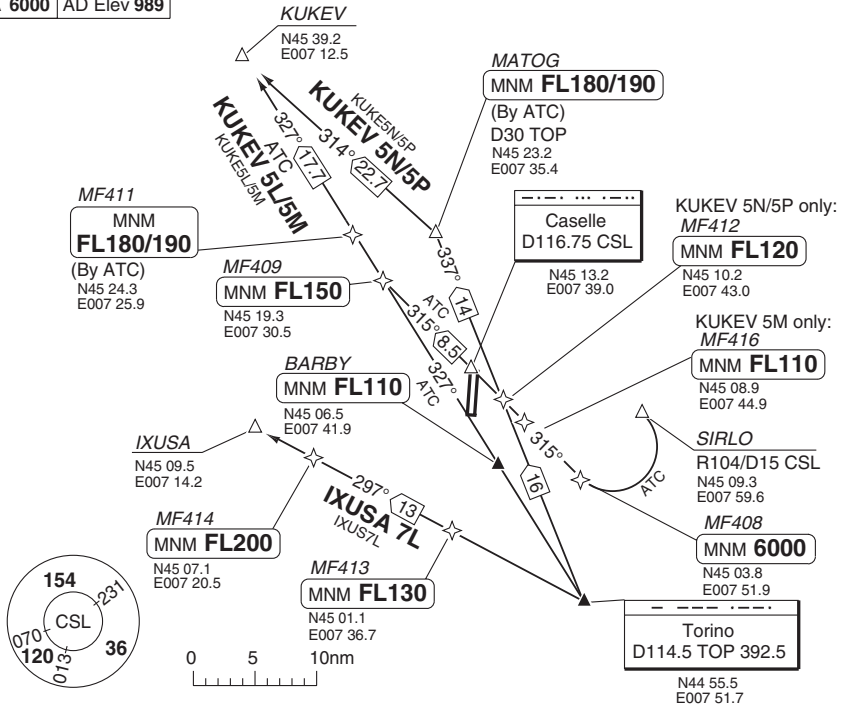 6000 AD Elev 989
KUKEV
N45 39.2
E007 12.5
MATOG
MNM FL180/190
(By ATC)
D30 TOP
N45 23.2
E007 35.4
KUKE5N/5P
KUKEV 5N/5P
314°
22.7
327°
ATC
17.7
KUKEV 5L/5M
KUKE5L/5M
MF411
MNM
FL180/190
(By ATC)
N45 24.3
E007 25.9
Caselle
D116.75 CSL
N45 13.2
E007 39.0
KUKEV 5N/5P only:
MF412
MNM FL120
N45 10.2
E007 43.0
MF409
MNM FL150
N45 19.3
E007 30.5
337°
14
ATC
315°
8.5
327°
ATC
KUKEV 5M only:
MF416
MNM FL110
N45 08.9
E007 44.9
BARBY
MNM FL110
N45 06.5
E007 41.9
IXUSA
N45 09.5
E007 14.2
315°
16
ATC
SIRLO
R104/D15 CSL
N45 09.3
E007 59.6
297°
13
IXUSA 7L
IXUS7L
MF414
MNM FL200
N45 07.1
E007 20.5
MF408
MNM 6000
N45 03.8
E007 51.9
MF413
MNM FL130
N45 01.1
E007 36.7
Torino
D114.5 TOP 392.5
N44 55.5
E007 51.7
154
231
CSL
070
120
013
36
0 5 10nm